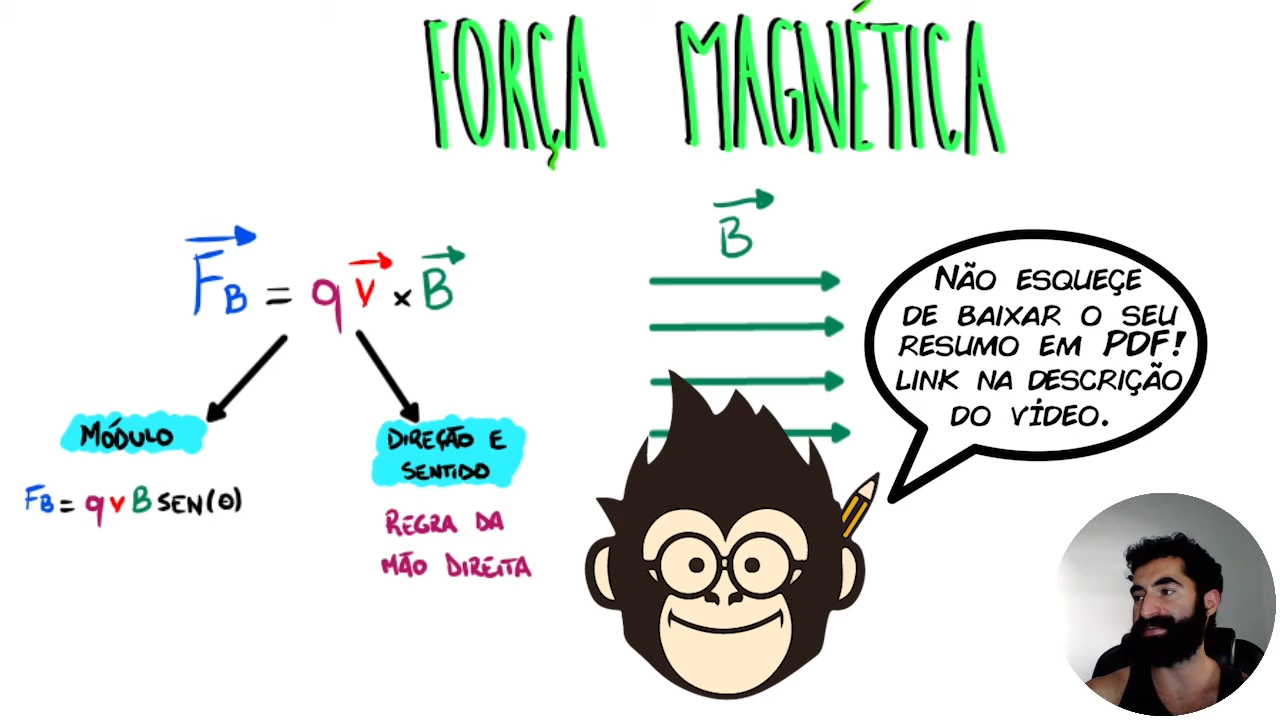 FORÇA MAGNÉTICA
F_B = q v × B
B
MÓDULO
F_B = q v B SEN(θ)
DIREÇÃO E
SENTIDO
REGRA DA
MÃO DIREITA
NÃO ESQUEÇE
DE BAIXAR O SEU
RESUMO EM PDF!
LINK NA DESCRIÇÃO
DO VÍDEO.